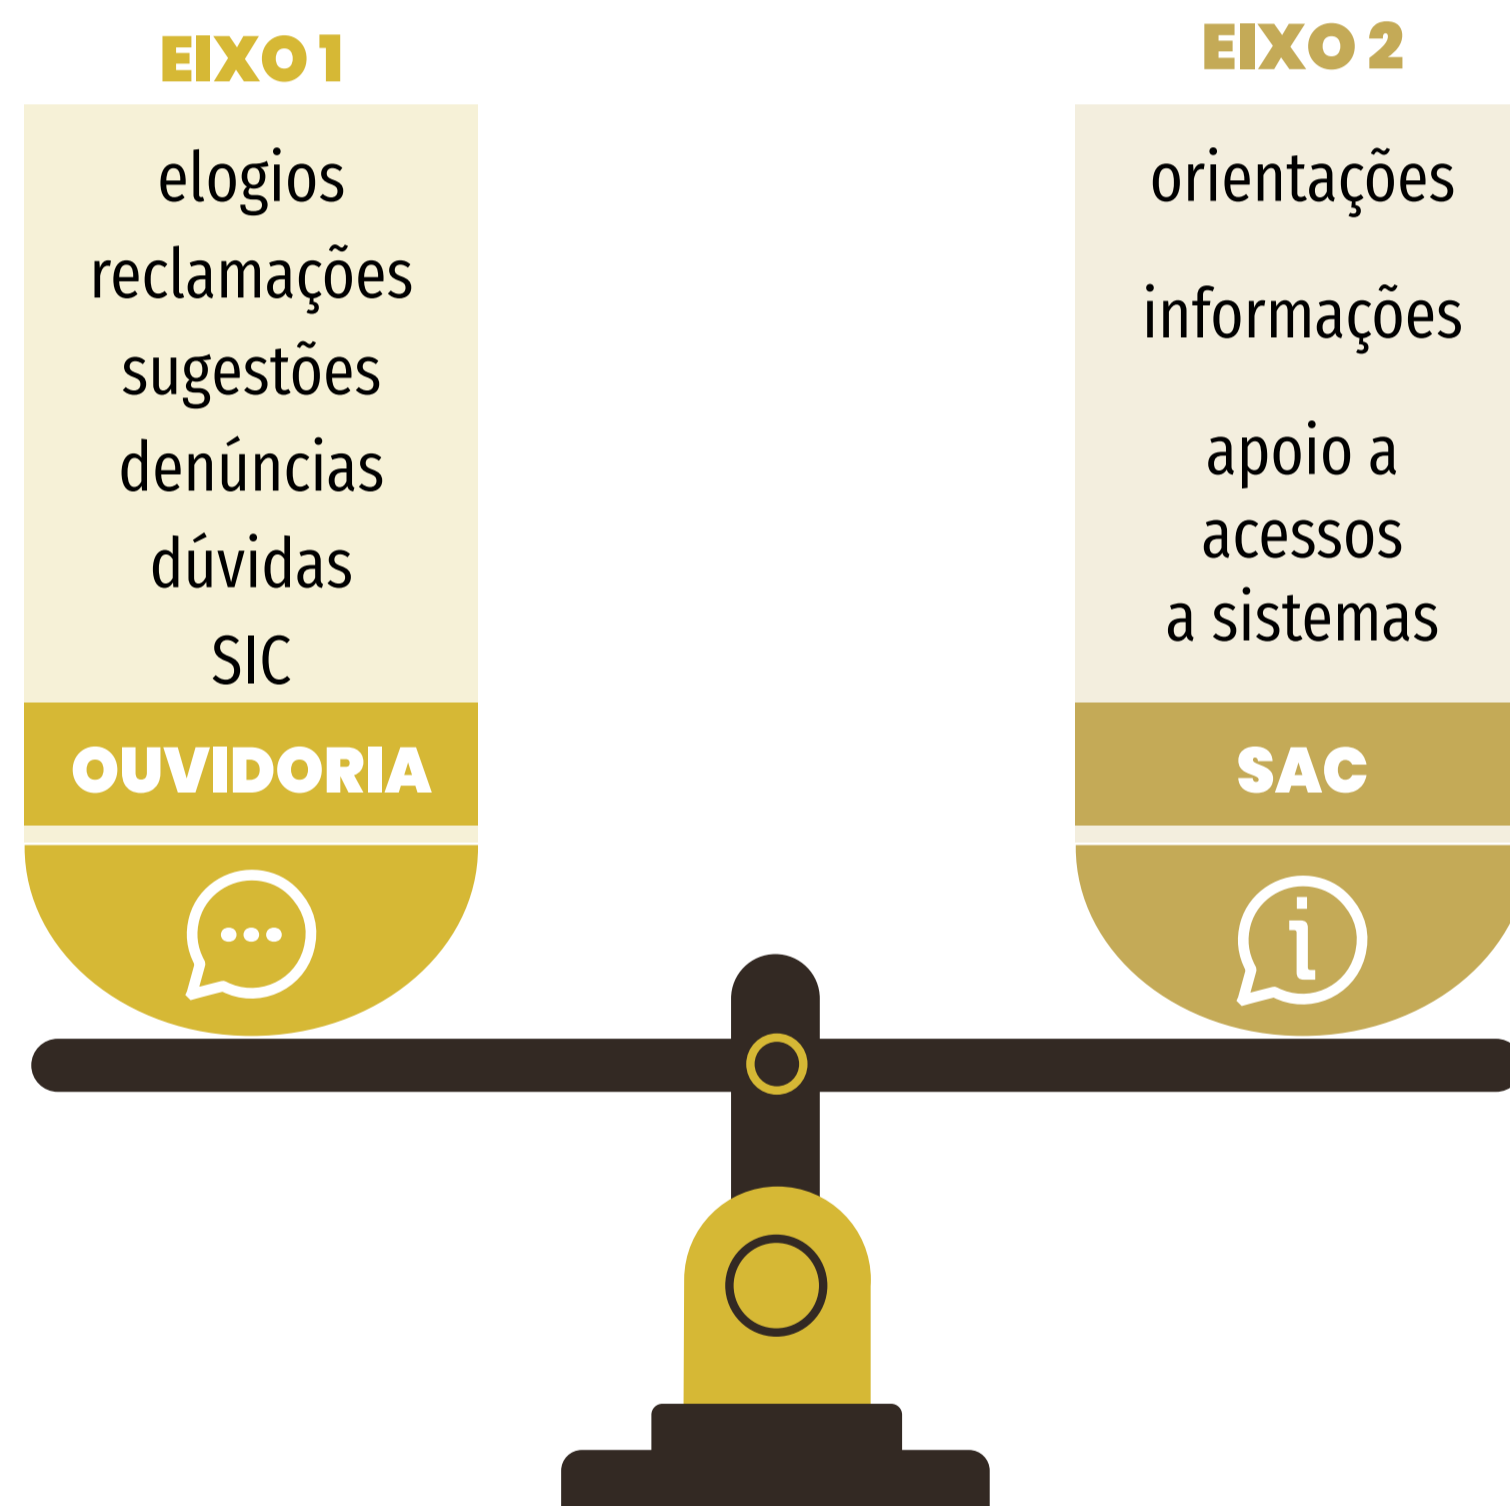 EIXO 1
elogios
reclamações
sugestões
denúncias
dúvidas
SIC
OUVIDORIA
EIXO 2
orientações
informações
apoio a
acessos
a sistemas
SAC